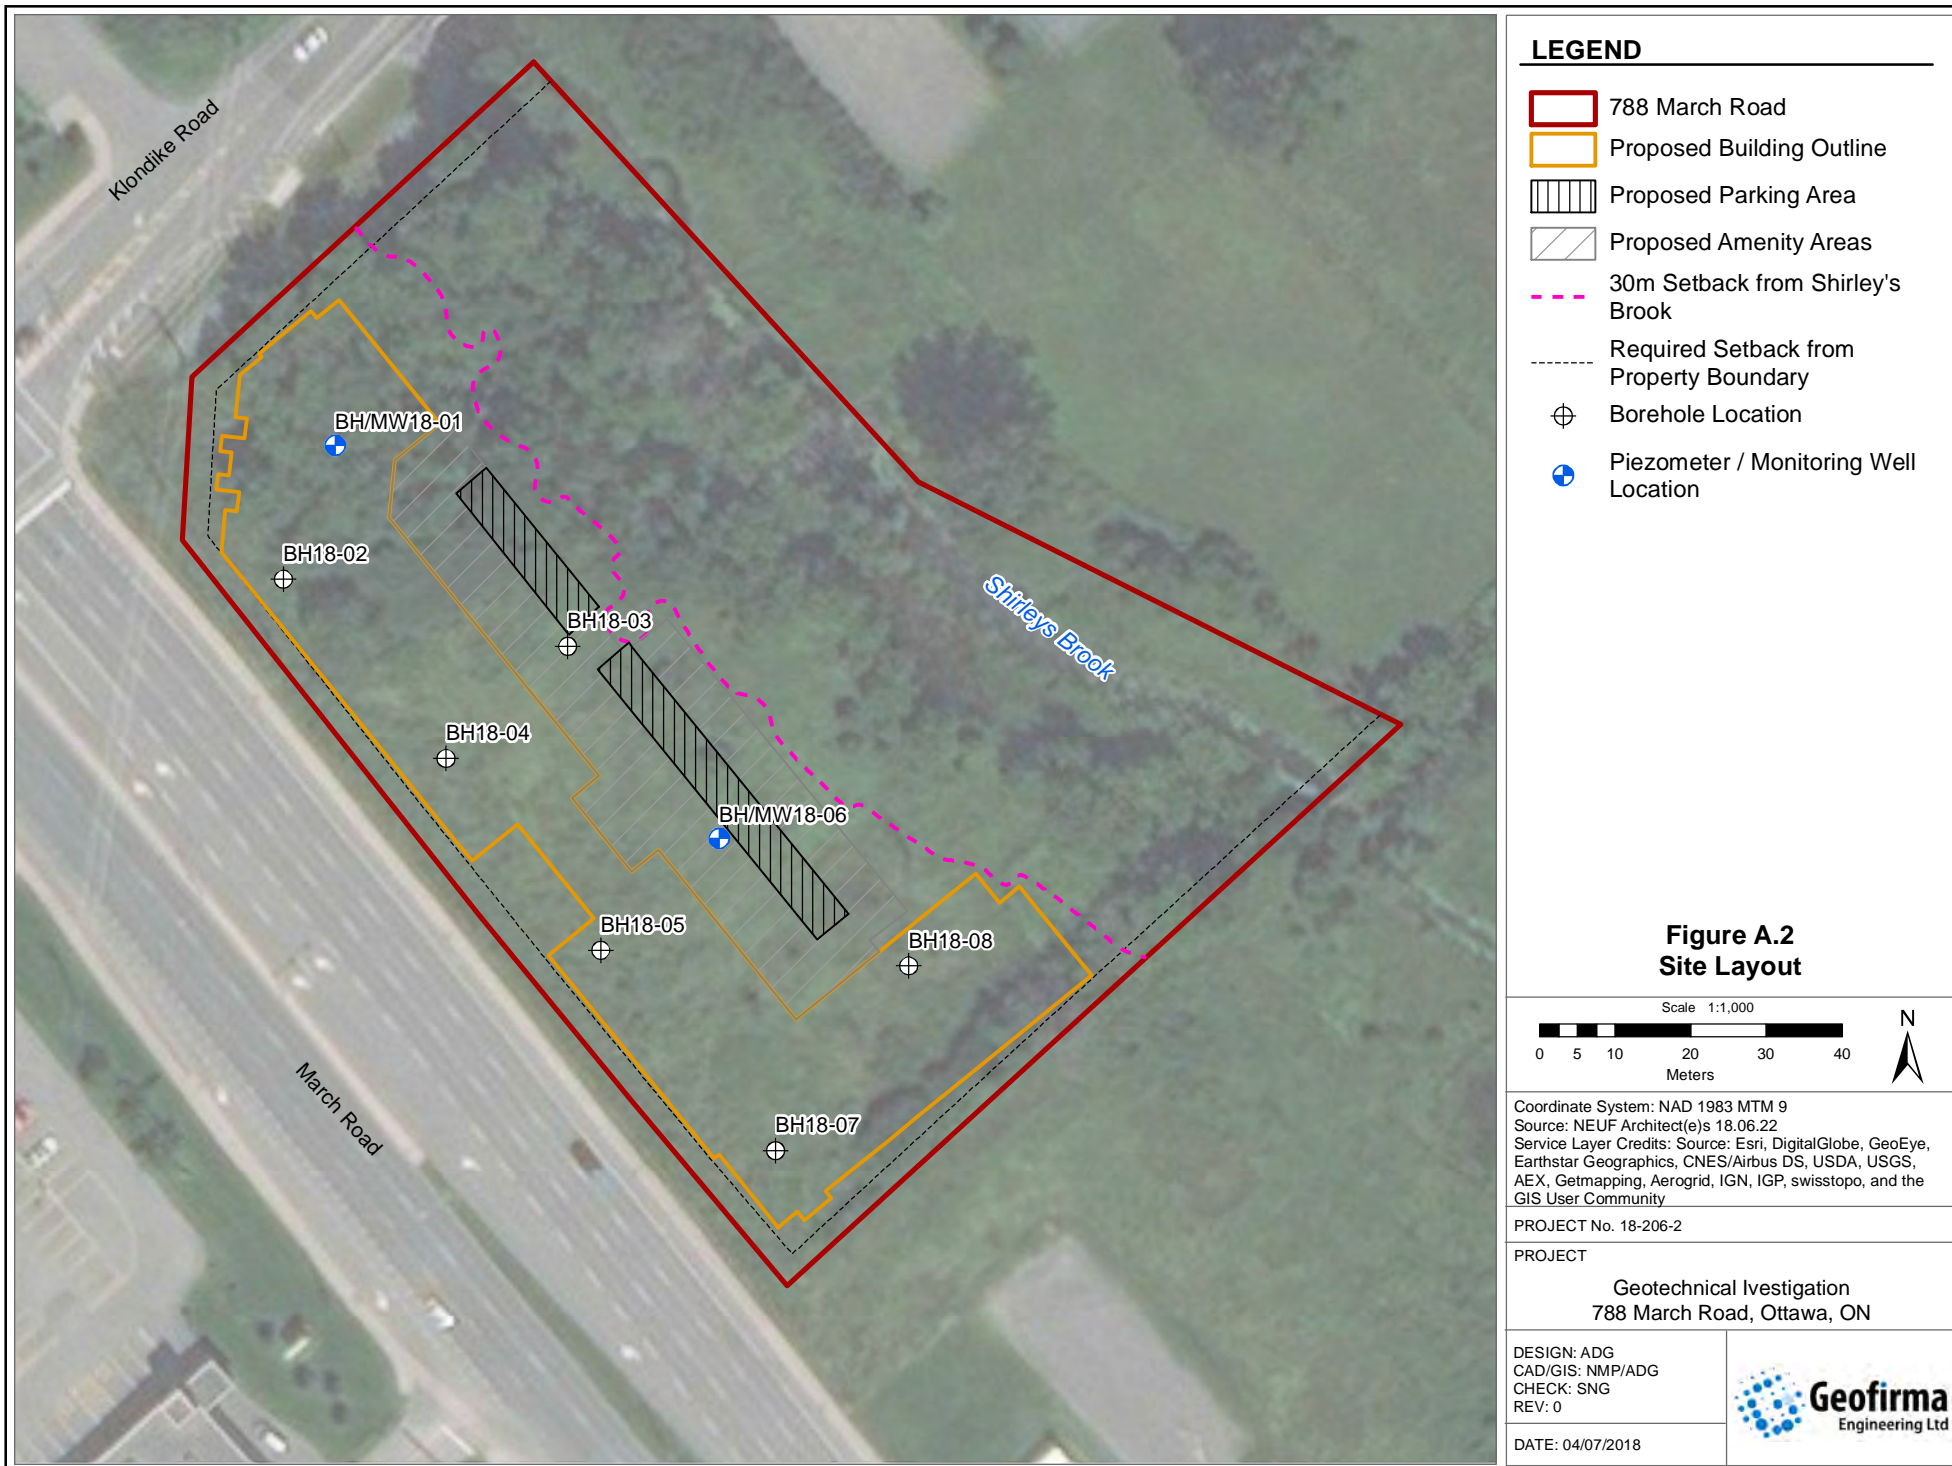 Klondike Road
BH/MW18-01
BH18-02
BH18-03
Shirleys Brook
BH18-04
BH/MW18-06
BH18-05
BH18-08
March Road
BH18-07
LEGEND
788 March Road
Proposed Building Outline
Proposed Parking Area
Proposed Amenity Areas
30m Setback from Shirley's
Brook
Required Setback from
Property Boundary
Borehole Location
Piezometer / Monitoring Well
Location
Figure A.2
Site Layout
Scale 1:1,000
0 5 10 20 30 40
Meters
N
Coordinate System: NAD 1983 MTM 9
Source: NEUF Architect(e)s 18.06.22
Service Layer Credits: Source: Esri, DigitalGlobe, GeoEye,
Earthstar Geographics, CNES/Airbus DS, USDA, USGS,
AEX, Getmapping, Aerogrid, IGN, IGP, swisstopo, and the
GIS User Community
PROJECT No. 18-206-2
PROJECT
Geotechnical Ivestigation
788 March Road, Ottawa, ON
DESIGN: ADG
CAD/GIS: NMP/ADG
CHECK: SNG
REV: 0
DATE: 04/07/2018
Geofirma
Engineering Ltd